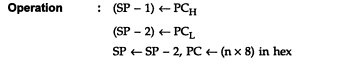 Operation : (SP − 1) ← PCH
(SP − 2) ← PCL
SP ← SP − 2, PC ← (n × 8) in hex